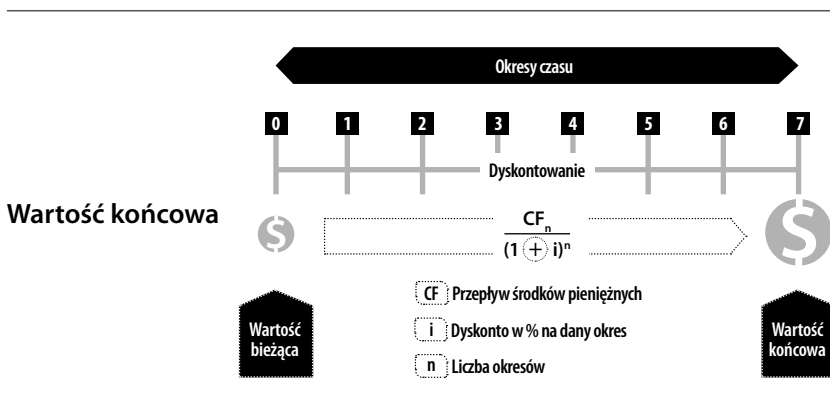 Okresy czasu
0 1 2 3 4 5 6 7
Dyskontowanie
Wartość końcowa
$ $
CFn
(1 + i)ⁿ
CF Przepływ środków pieniężnych
i Dyskonto w % na dany okres
n Liczba okresów
Wartość
bieżąca
Wartość
końcowa